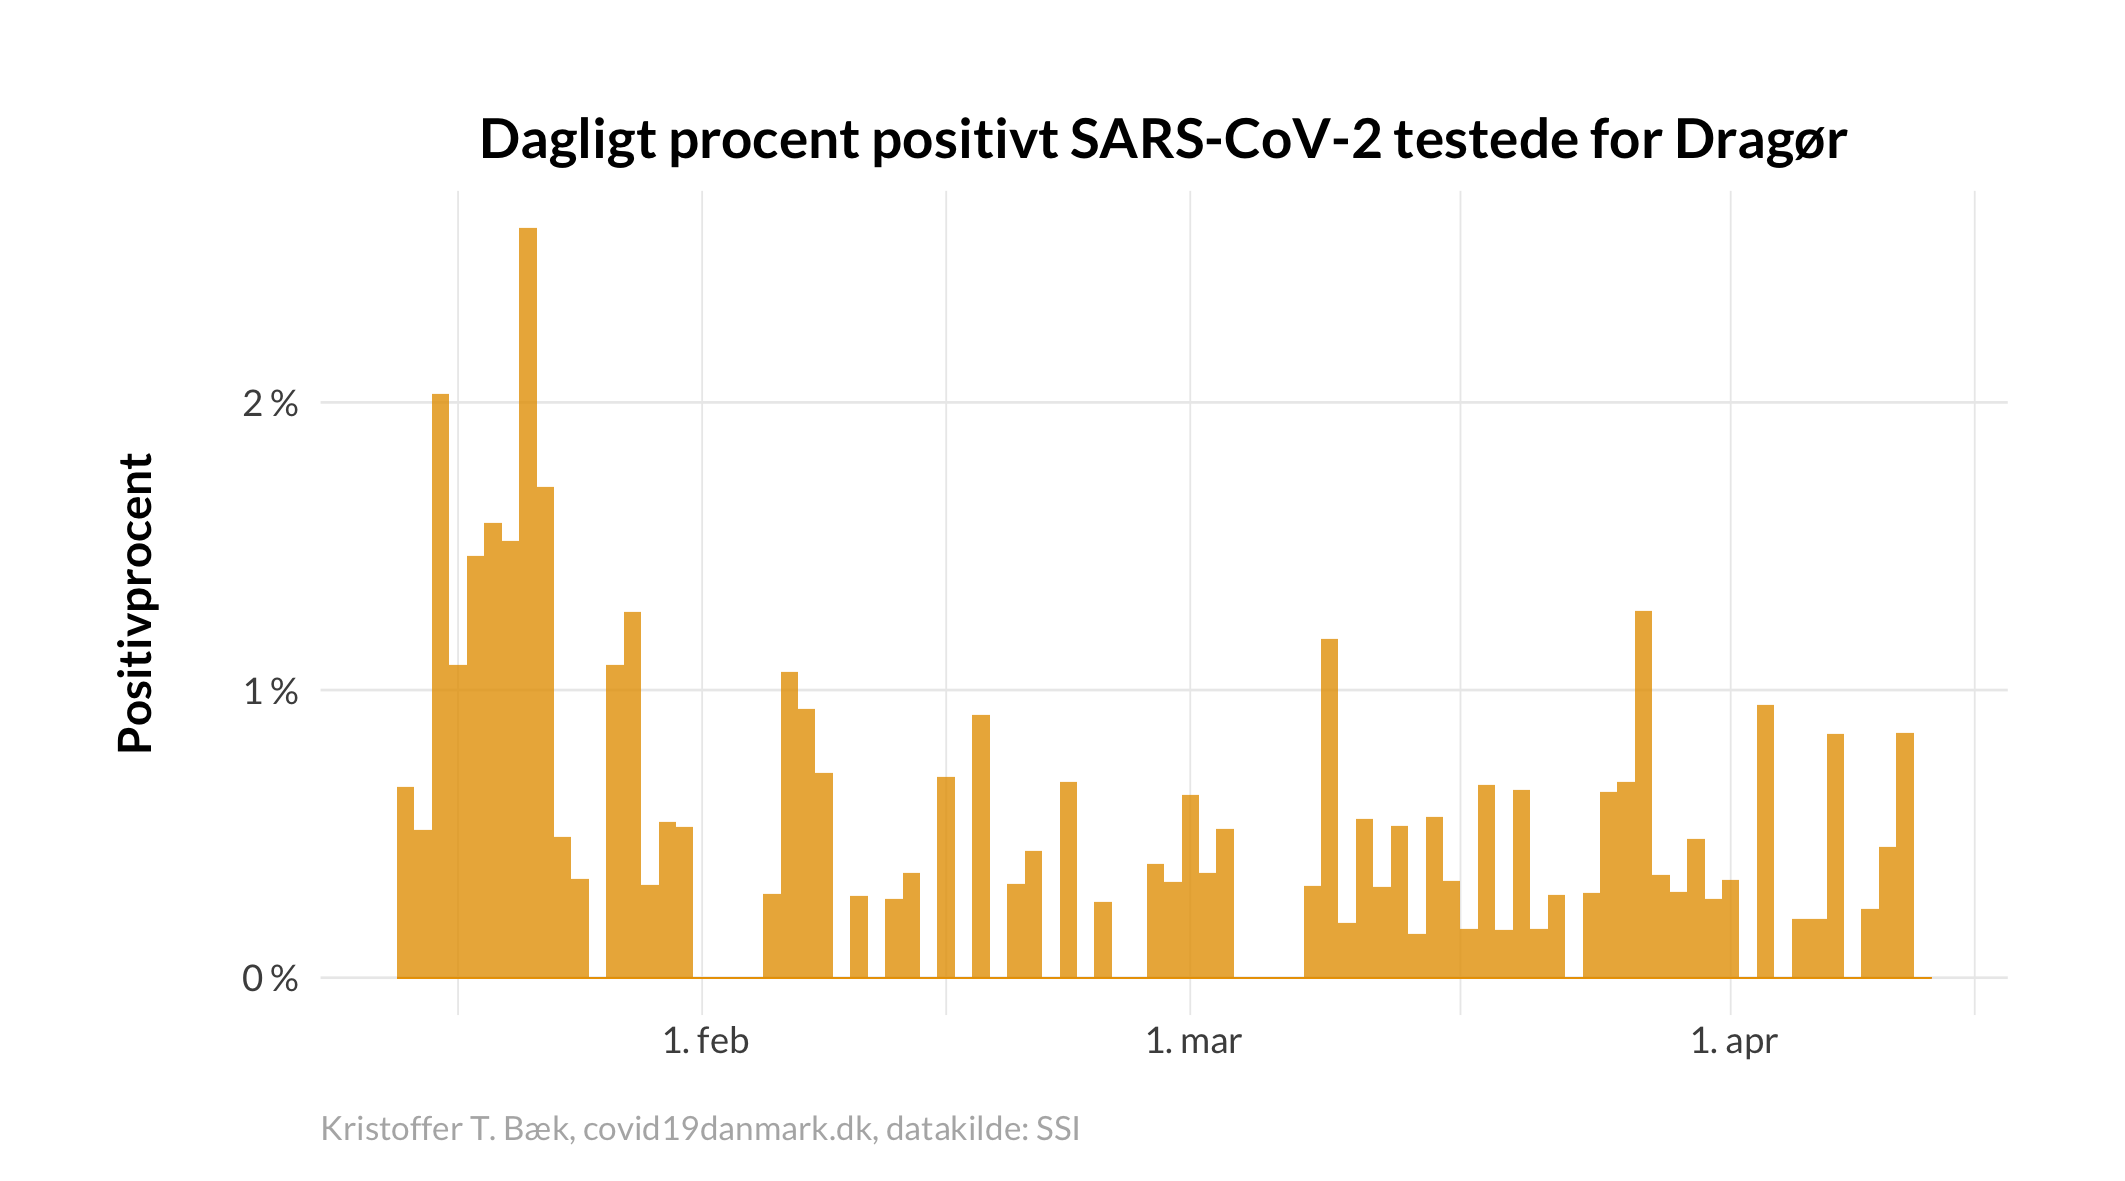 Dagligt procent positivt SARS-CoV-2 testede for Dragør
Positivprocent
2 %
1 %
0 %
1. feb
1. mar
1. apr
Kristoffer T. Bæk, covid19danmark.dk, datakilde: SSI